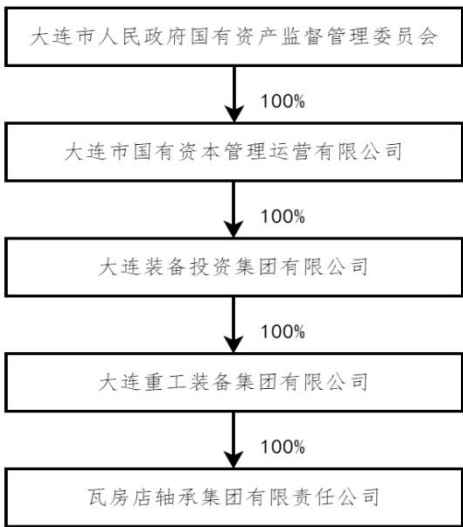 大连市人民政府国有资产监督管理委员会
100%
大连市国有资本管理运营有限公司
100%
大连装备投资集团有限公司
100%
大连重工装备集团有限公司
100%
瓦房店轴承集团有限责任公司